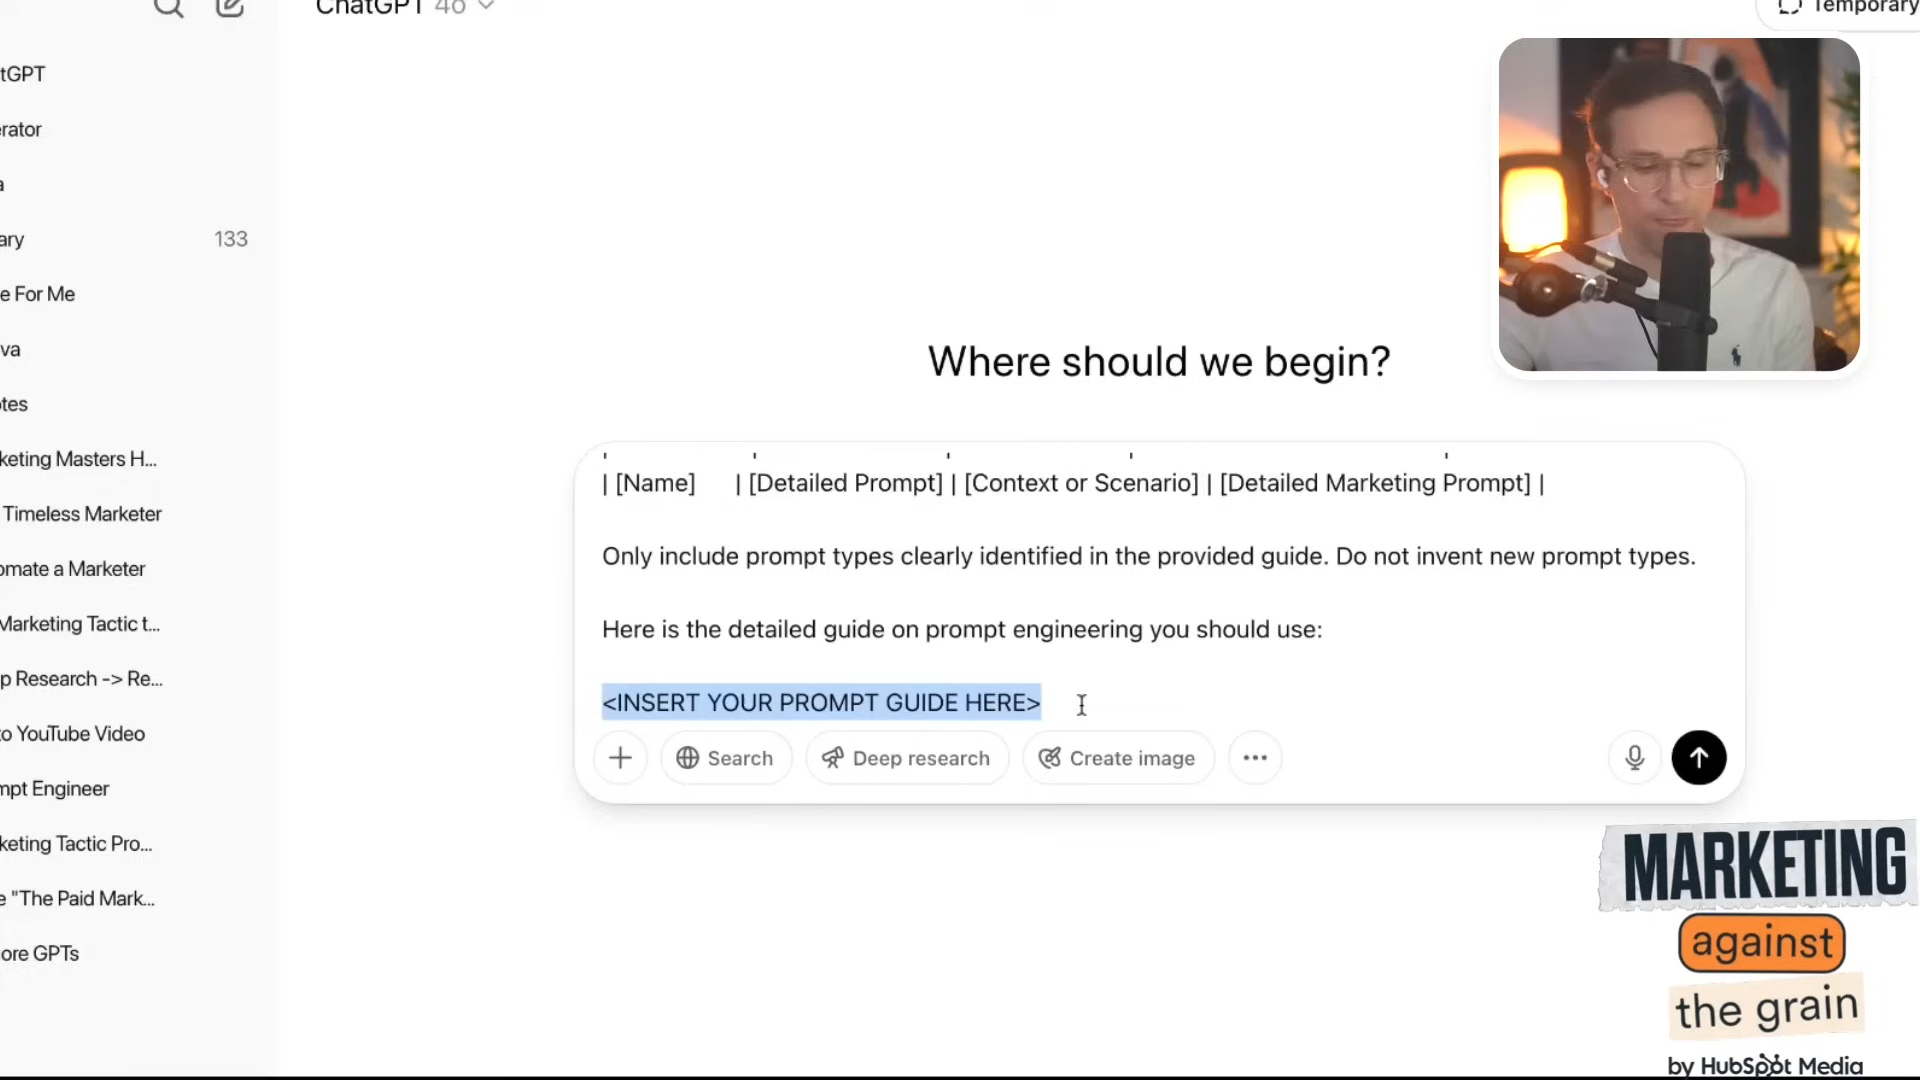 ChatGPT 4o
Temporary
tGPT
erator
a
ary 133
e For Me
va
otes
keting Masters H...
Timeless Marketer
omate a Marketer
Marketing Tactic t...
p Research -> Re...
to YouTube Video
mpt Engineer
keting Tactic Pro...
e "The Paid Mark...
ore GPTs
Where should we begin?
| [Name] | [Detailed Prompt] | [Context or Scenario] | [Detailed Marketing Prompt] |
Only include prompt types clearly identified in the provided guide. Do not invent new prompt types.
Here is the detailed guide on prompt engineering you should use:
<INSERT YOUR PROMPT GUIDE HERE>
Search
Deep research
Create image
MARKETING
against
the grain
by HubSpot Media